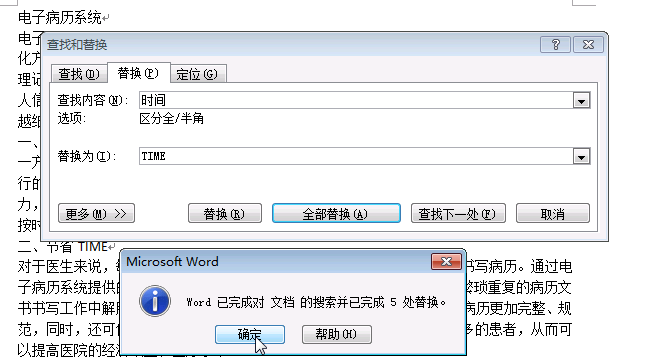 电子病历系统
电子
查找和替换
化方
查找(D) 替换(P) 定位(G)
理记
人信
查找内容(N): 时间
越细
选项: 区分全/半角
一、
一方
替换为(I): TIME
行的
力，
更多(M) >> 替换(R) 全部替换(A) 查找下一处(F) 取消
按时
二、节省 TIME
Microsoft Word
对于医生来说，
书写病历。通过电
子病历系统提供的
繁琐重复的病历文
Word 已完成对 文档 的搜索并已完成 5 处替换。
书书写工作中解
病历更加完整、规
范，同时，还可
多的患者，从而可
确定 帮助(H)
以提高医院的经